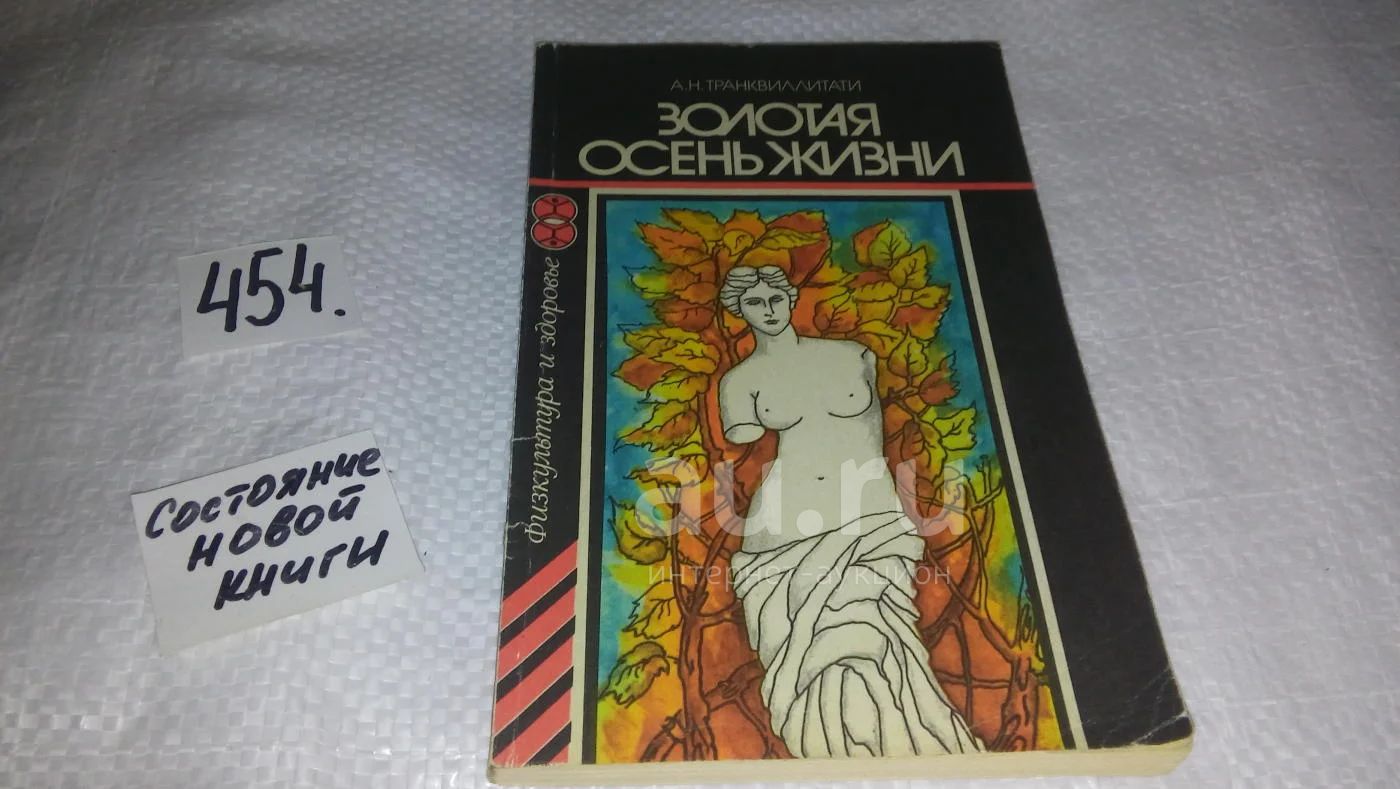 А.Н. ТРАНКВИЛЛИТАТИ
ЗОЛОТАЯ
ОСЕНЬ ЖИЗНИ
Физкультура и здоровье
454.
состояние
новой
книги
au.ru
интернет-аукцион